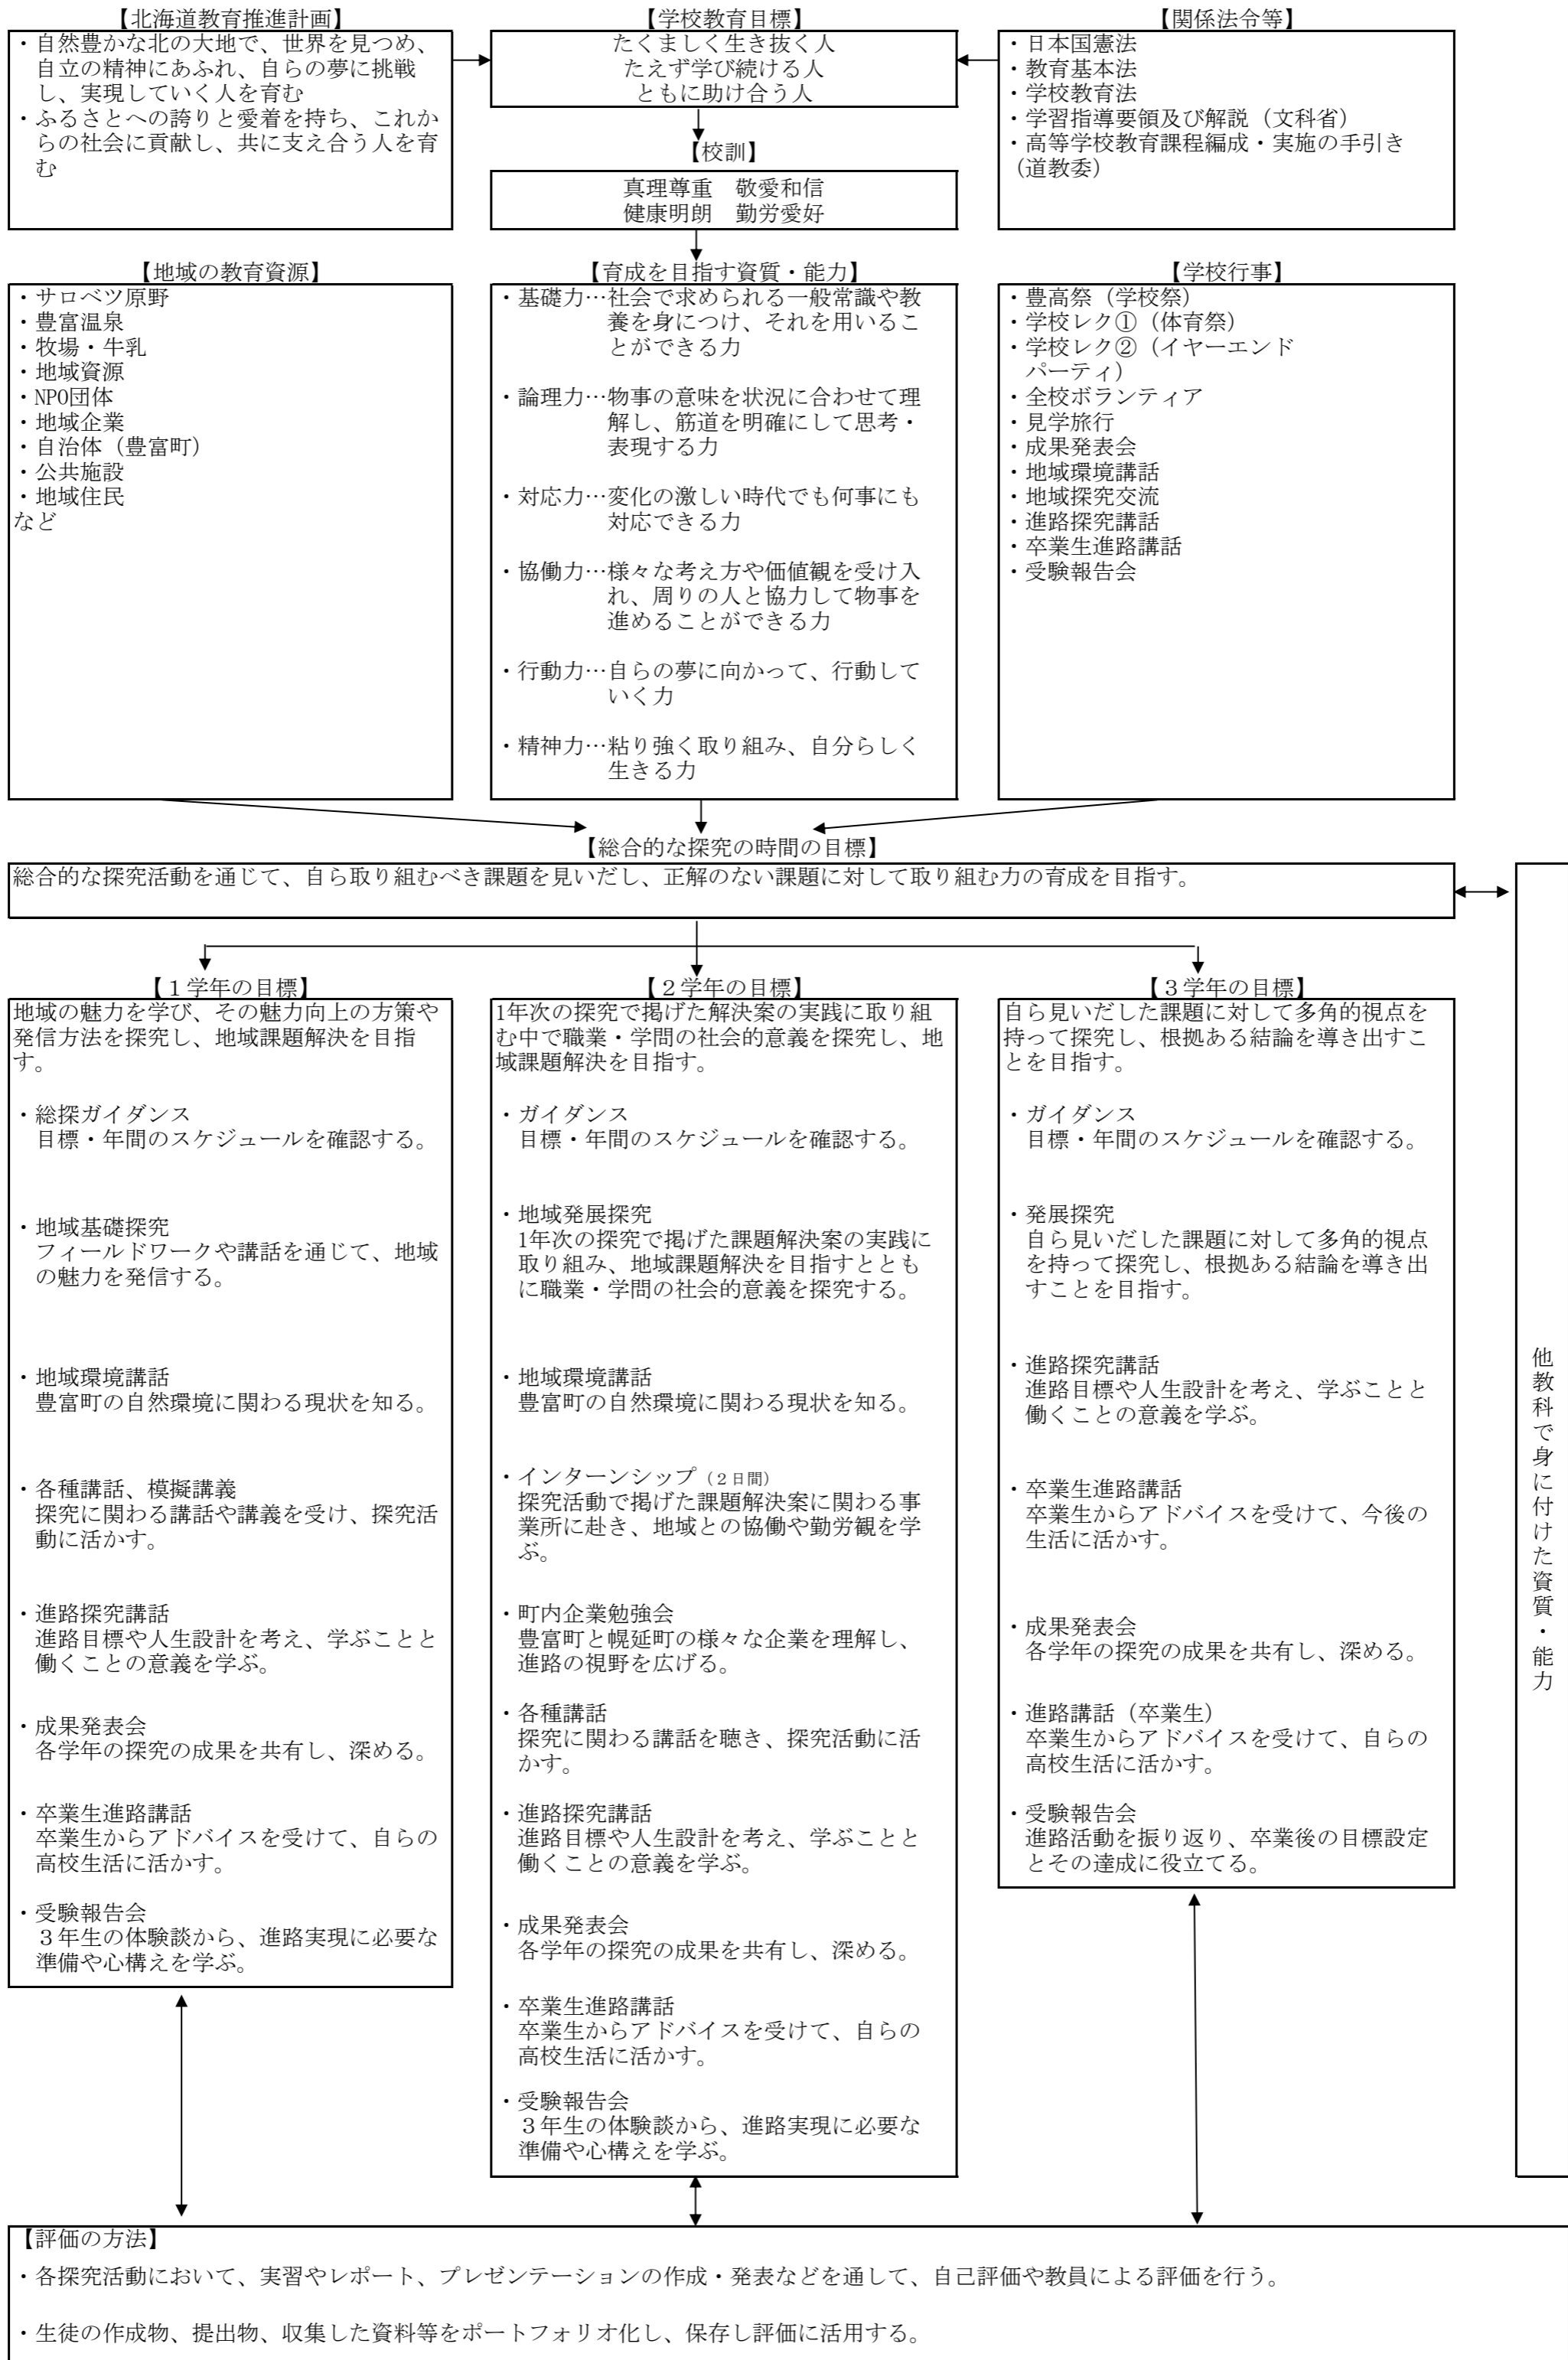 【北海道教育推進計画】
・自然豊かな北の大地で、世界を見つめ、
自立の精神にあふれ、自らの夢に挑戦
し、実現していく人を育む
・ふるさとへの誇りと愛着を持ち、これか
らの社会に貢献し、共に支え合う人を育
む
【学校教育目標】
たくましく生き抜く人
たえず学び続ける人
ともに助け合う人
【校訓】
真理尊重　敬愛和信
健康明朗　勤労愛好
【関係法令等】
・日本国憲法
・教育基本法
・学校教育法
・学習指導要領及び解説（文科省）
・高等学校教育課程編成・実施の手引き
（道教委）
【地域の教育資源】
・サロベツ原野
・豊富温泉
・牧場・牛乳
・地域資源
・NPO団体
・地域企業
・自治体（豊富町）
・公共施設
・地域住民
など
【育成を目指す資質・能力】
・基礎力…社会で求められる一般常識や教
養を身につけ、それを用いるこ
とができる力
・論理力…物事の意味を状況に合わせて理
解し、筋道を明確にして思考・
表現する力
・対応力…変化の激しい時代でも何事にも
対応できる力
・協働力…様々な考え方や価値観を受け入
れ、周りの人と協力して物事を
進めることができる力
・行動力…自らの夢に向かって、行動して
いく力
・精神力…粘り強く取り組み、自分らしく
生きる力
【学校行事】
・豊高祭（学校祭）
・学校レク①（体育祭）
・学校レク②（イヤーエンド
パーティ）
・全校ボランティア
・見学旅行
・成果発表会
・地域環境講話
・地域探究交流
・進路探究講話
・卒業生進路講話
・受験報告会
【総合的な探究の時間の目標】
総合的な探究活動を通じて、自ら取り組むべき課題を見いだし、正解のない課題に対して取り組む力の育成を目指す。
【１学年の目標】
地域の魅力を学び、その魅力向上の方策や
発信方法を探究し、地域課題解決を目指
す。
・総探ガイダンス
目標・年間のスケジュールを確認する。
・地域基礎探究
フィールドワークや講話を通じて、地域
の魅力を発信する。
・地域環境講話
豊富町の自然環境に関わる現状を知る。
・各種講話、模擬講義
探究に関わる講話や講義を受け、探究活
動に活かす。
・進路探究講話
進路目標や人生設計を考え、学ぶことと
働くことの意義を学ぶ。
・成果発表会
各学年の探究の成果を共有し、深める。
・卒業生進路講話
卒業生からアドバイスを受けて、自らの
高校生活に活かす。
・受験報告会
３年生の体験談から、進路実現に必要な
準備や心構えを学ぶ。
【２学年の目標】
1年次の探究で掲げた解決案の実践に取り組
む中で職業・学問の社会的意義を探究し、地
域課題解決を目指す。
・ガイダンス
目標・年間のスケジュールを確認する。
・地域発展探究
1年次の探究で掲げた課題解決案の実践に
取り組み、地域課題解決を目指すととも
に職業・学問の社会的意義を探究する。
・地域環境講話
豊富町の自然環境に関わる現状を知る。
・インターンシップ（２日間）
探究活動で掲げた課題解決案に関わる事
業所に赴き、地域との協働や勤労観を学
ぶ。
・町内企業勉強会
豊富町と幌延町の様々な企業を理解し、
進路の視野を広げる。
・各種講話
探究に関わる講話を聴き、探究活動に活
かす。
・進路探究講話
進路目標や人生設計を考え、学ぶことと
働くことの意義を学ぶ。
・成果発表会
各学年の探究の成果を共有し、深める。
・卒業生進路講話
卒業生からアドバイスを受けて、自らの
高校生活に活かす。
・受験報告会
３年生の体験談から、進路実現に必要な
準備や心構えを学ぶ。
【３学年の目標】
自ら見いだした課題に対して多角的視点を
持って探究し、根拠ある結論を導き出すこ
とを目指す。
・ガイダンス
目標・年間のスケジュールを確認する。
・発展探究
自ら見いだした課題に対して多角的視点
を持って探究し、根拠ある結論を導き出
すことを目指す。
・進路探究講話
進路目標や人生設計を考え、学ぶことと
働くことの意義を学ぶ。
・卒業生進路講話
卒業生からアドバイスを受けて、今後の
生活に活かす。
・成果発表会
各学年の探究の成果を共有し、深める。
・進路講話（卒業生）
卒業生からアドバイスを受けて、自らの
高校生活に活かす。
・受験報告会
進路活動を振り返り、卒業後の目標設定
とその達成に役立てる。
他教科で身に付けた資質・能力
【評価の方法】
・各探究活動において、実習やレポート、プレゼンテーションの作成・発表などを通して、自己評価や教員による評価を行う。
・生徒の作成物、提出物、収集した資料等をポートフォリオ化し、保存し評価に活用する。